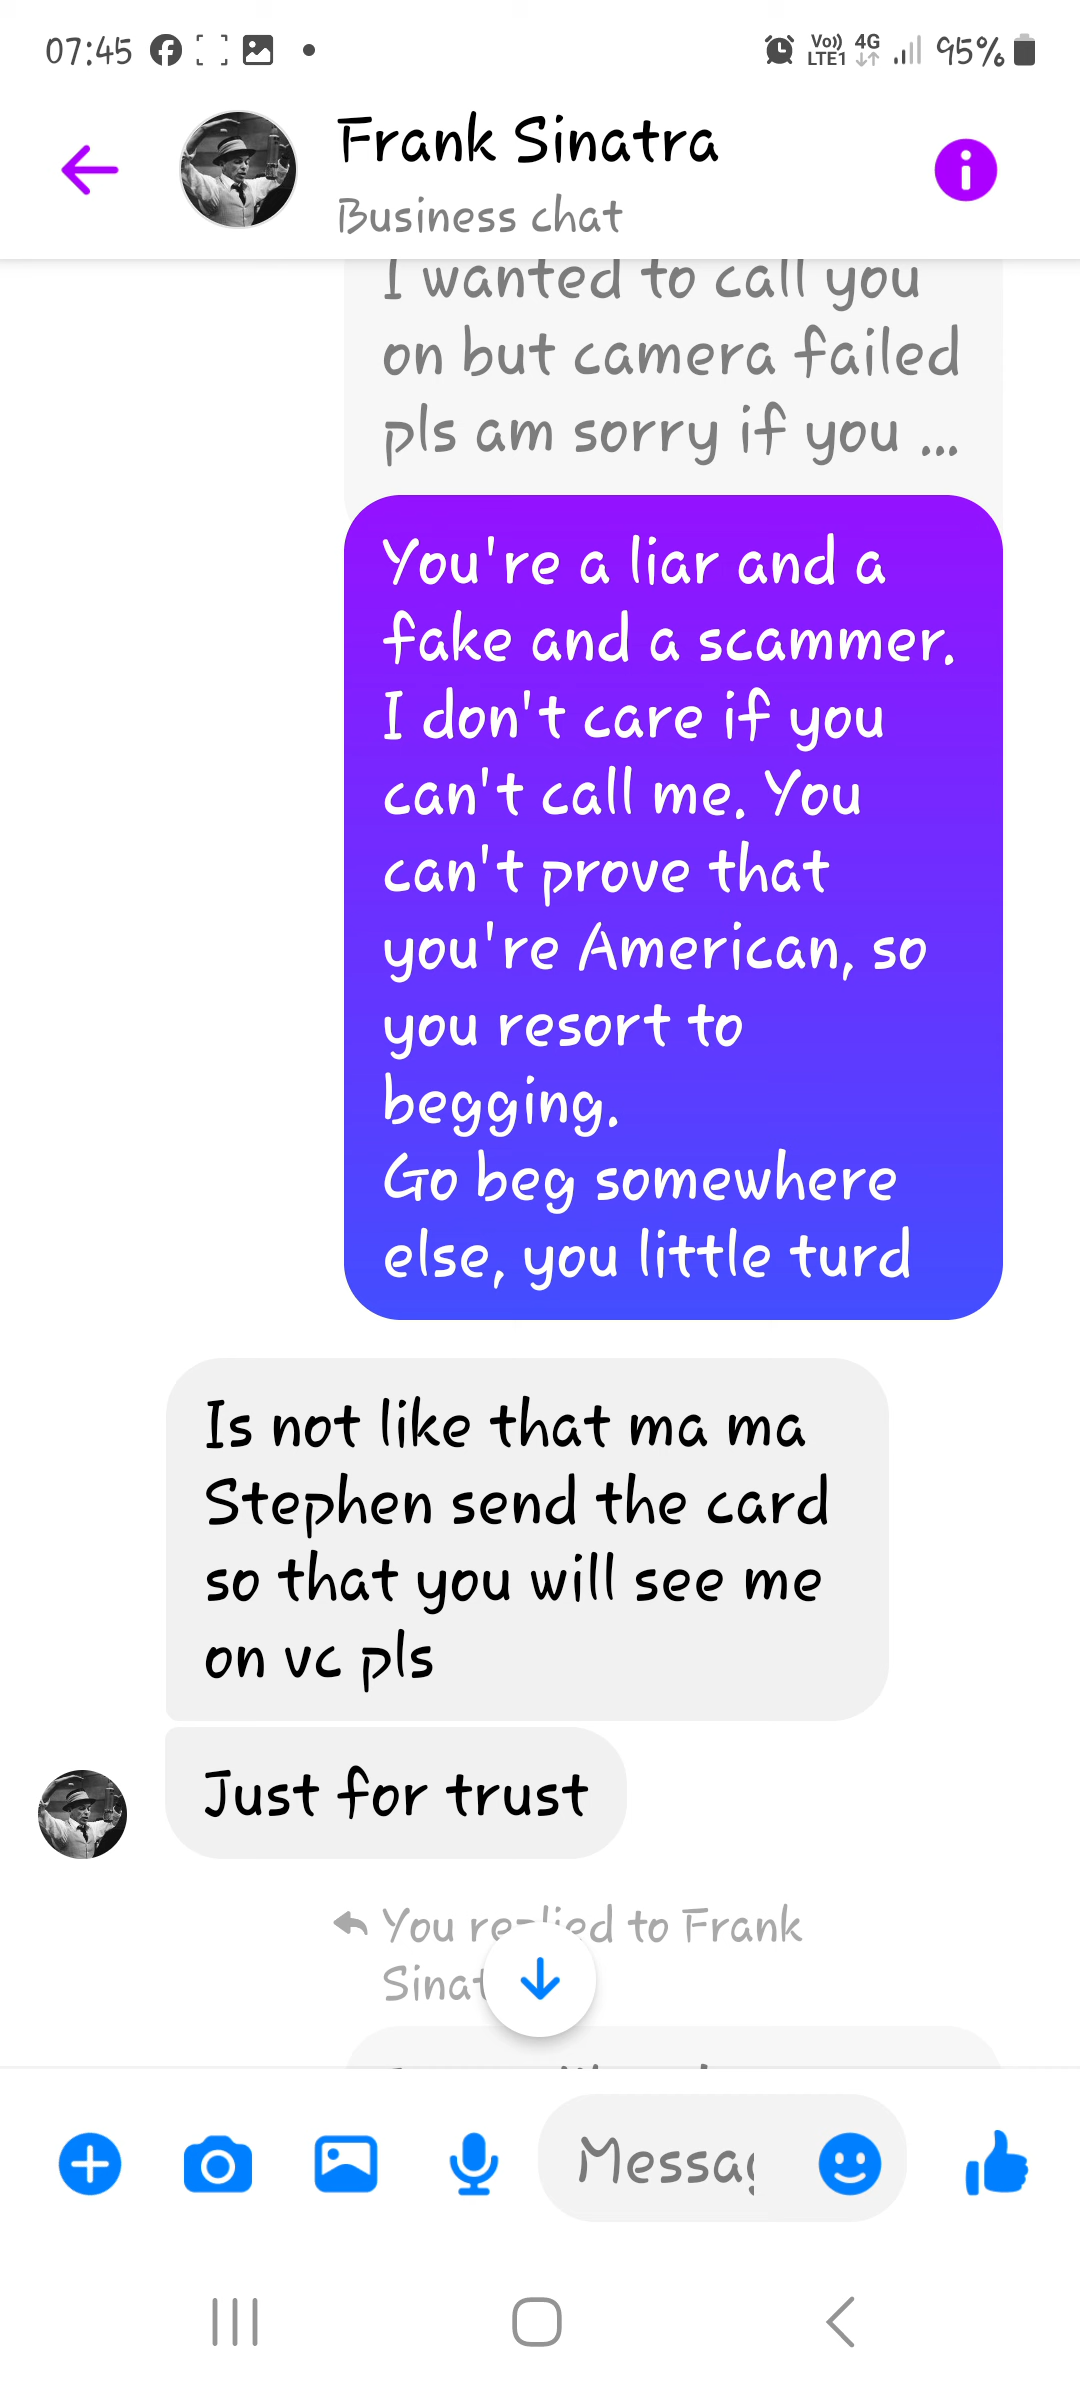 07:45
Vo)) 4G 95%
LTE1
Frank Sinatra
Business chat
I wanted to call you
on but camera failed
pls am sorry if you ...
You're a liar and a
fake and a scammer.
I don't care if you
can't call me. You
can't prove that
you're American, so
you resort to
begging.
Go beg somewhere
else, you little turd
Is not like that ma ma
Stephen send the card
so that you will see me
on vc pls
Just for trust
You replied to Frank